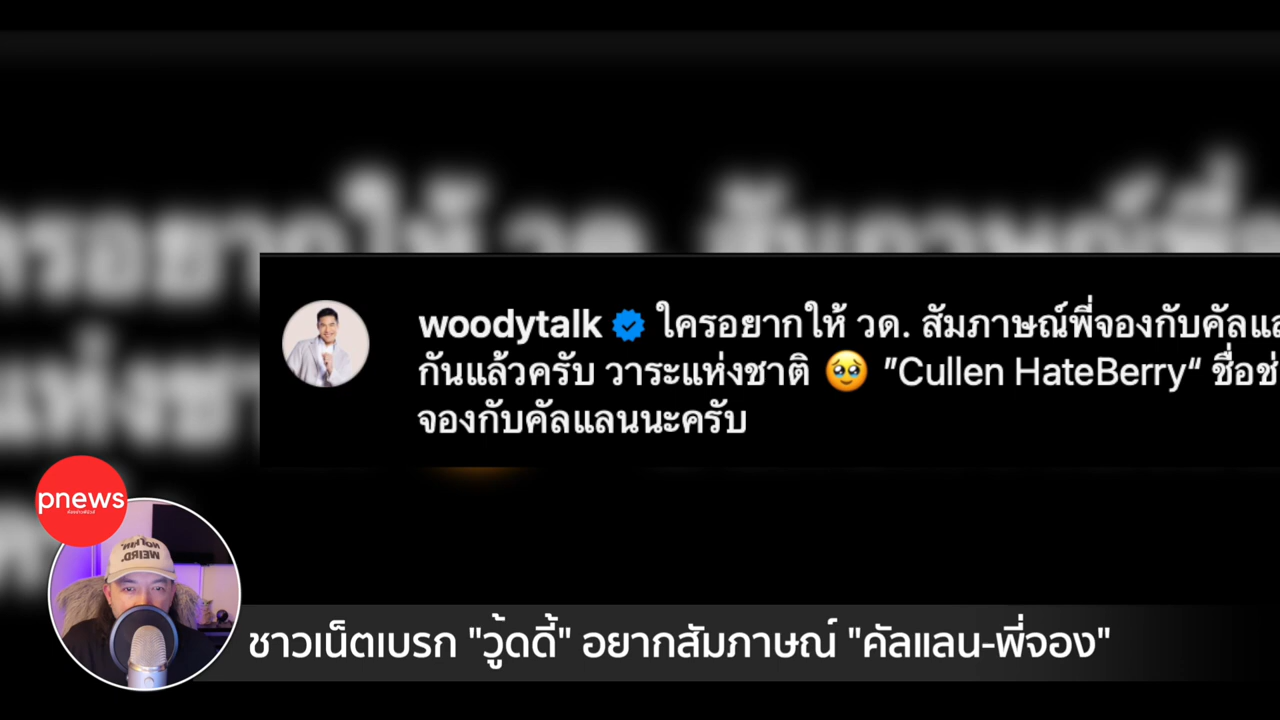 woodytalk ใครอยากให้ วด. สัมภาษณ์พี่จองกับคัลแล
กันแล้วครับ วาระแห่งชาติ 🥹 ″Cullen HateBerry“ ชื่อช่
จองกับคัลแลนนะครับ
pnews
NOTHIN'
WEIRD.
ชาวเน็ตเบรก "วู้ดดี้" อยากสัมภาษณ์ "คัลแลน-พี่จอง"